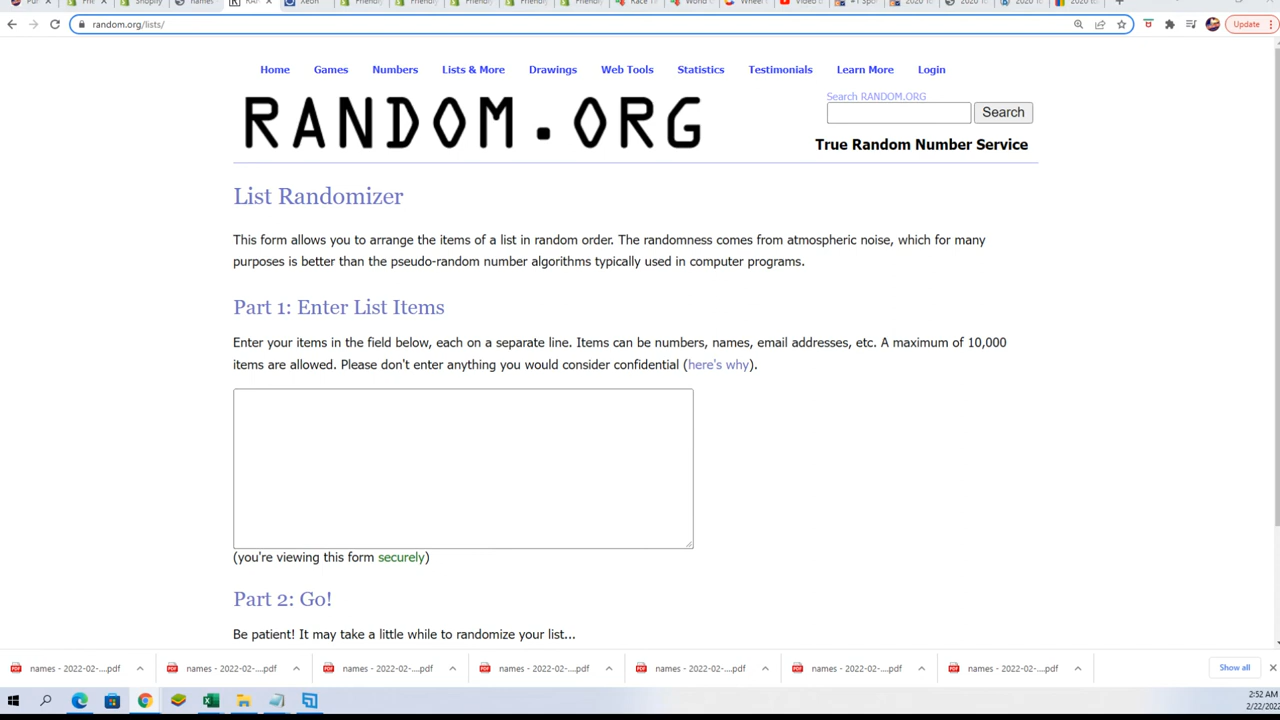 Shopify
names
Xeon
random.org/lists/
Update
Home Games Numbers Lists & More Drawings Web Tools Statistics Testimonials Learn More Login
RANDOM.ORG
Search RANDOM.ORG
Search
True Random Number Service
List Randomizer
This form allows you to arrange the items of a list in random order. The randomness comes from atmospheric noise, which for many
purposes is better than the pseudo-random number algorithms typically used in computer programs.
Part 1: Enter List Items
Enter your items in the field below, each on a separate line. Items can be numbers, names, email addresses, etc. A maximum of 10,000
items are allowed. Please don't enter anything you would consider confidential (here's why).
(you're viewing this form securely)
Part 2: Go!
Be patient! It may take a little while to randomize your list...
names - 2022-02-....pdf names - 2022-02-....pdf names - 2022-02-....pdf names - 2022-02-....pdf names - 2022-02-....pdf names - 2022-02-....pdf names - 2022-02-....pdf Show all
2:52 AM